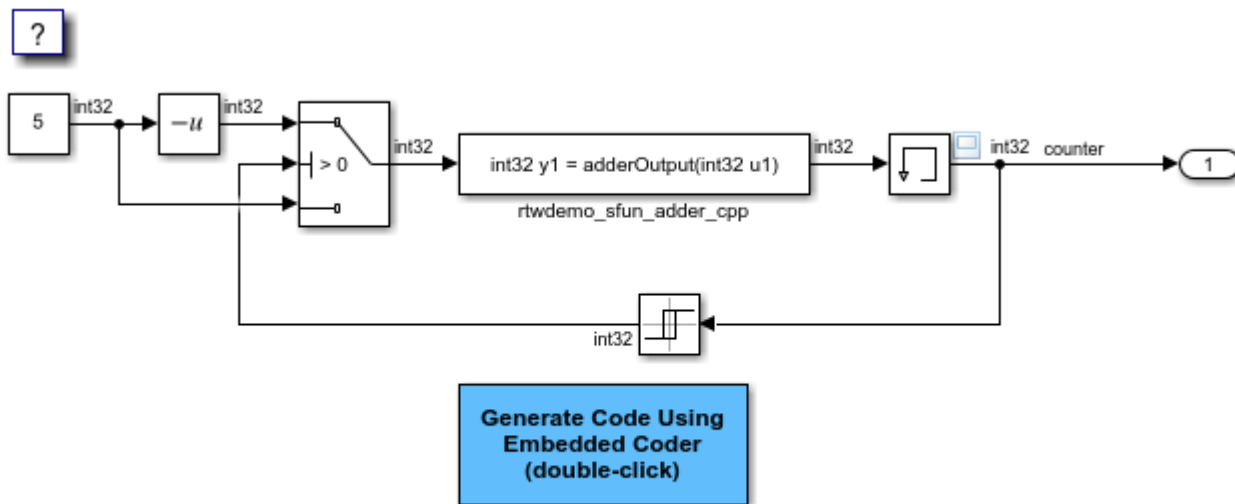 ?
5
int32
−u
int32
> 0
int32
int32 y1 = adderOutput(int32 u1)
rtwdemo_sfun_adder_cpp
int32
int32 counter
1
int32
Generate Code Using
Embedded Coder
(double-click)